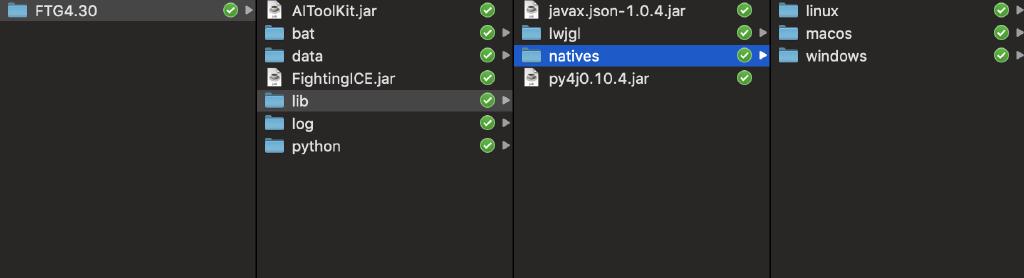 FTG4.30
AIToolKit.jar
bat
data
FightingICE.jar
lib
log
python
javax.json-1.0.4.jar
lwjgl
natives
py4j0.10.4.jar
linux
macos
windows